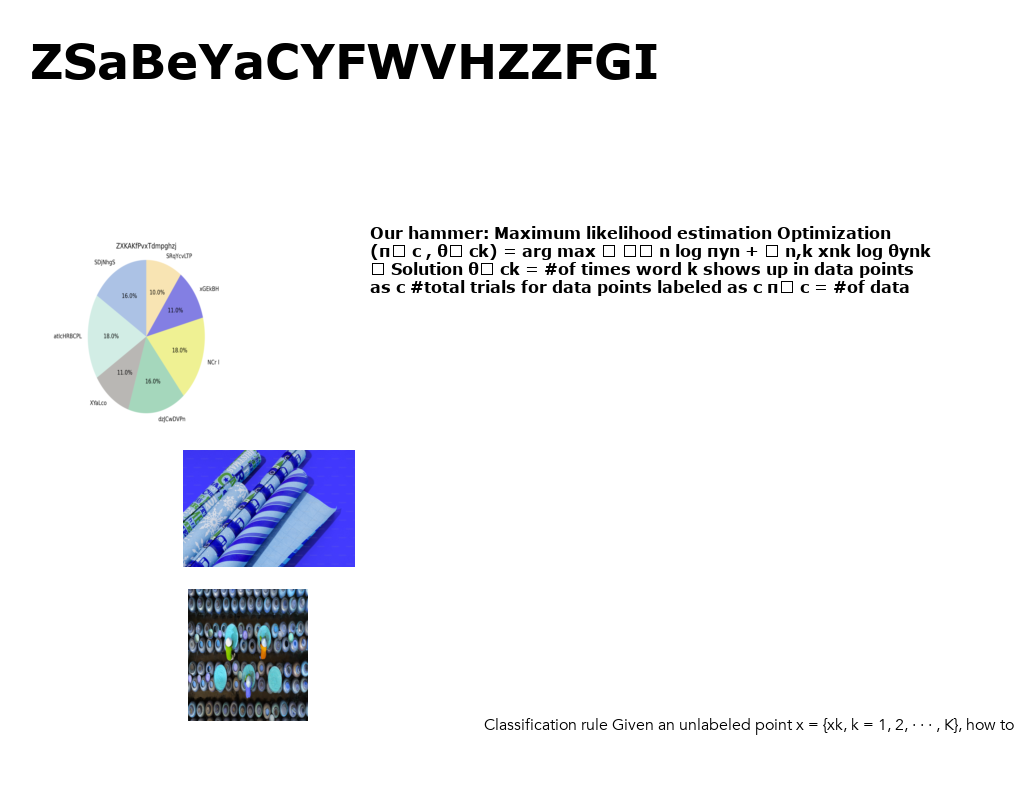 ZSaBeYaCYFWVHZZFGI
Our hammer: Maximum likelihood estimation Optimization
(π□ c , θ□ ck) = arg max □ □□ n log πyn + □ n,k xnk log θynk
□ Solution θ□ ck = #of times word k shows up in data points
as c #total trials for data points labeled as c π□ c = #of data
ZXKAKfPvxTdmpghzj
SRqYcvLTP
SDjNhgS
10.0%
16.0%
xGEkBH
11.0%
atlcHRBCPL
18.0%
18.0%
NCr I
11.0%
16.0%
XYaLco
dzJCwDVPn
Classification rule Given an unlabeled point x = {xk, k = 1, 2, · · · , K}, how to